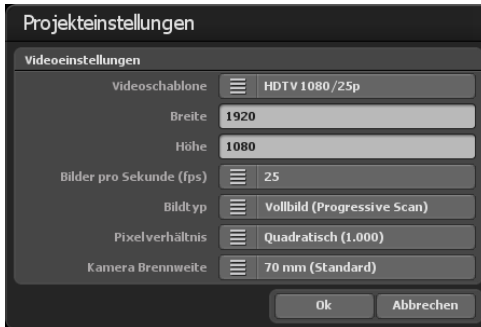 Projekteinstellungen
Videoeinstellungen
Videoschablone HDTV 1080/25p
Breite 1920
Höhe 1080
Bilder pro Sekunde (fps) 25
Bildtyp Vollbild (Progressive Scan)
Pixelverhältnis Quadratisch (1.000)
Kamera Brennweite 70 mm (Standard)
Ok Abbrechen